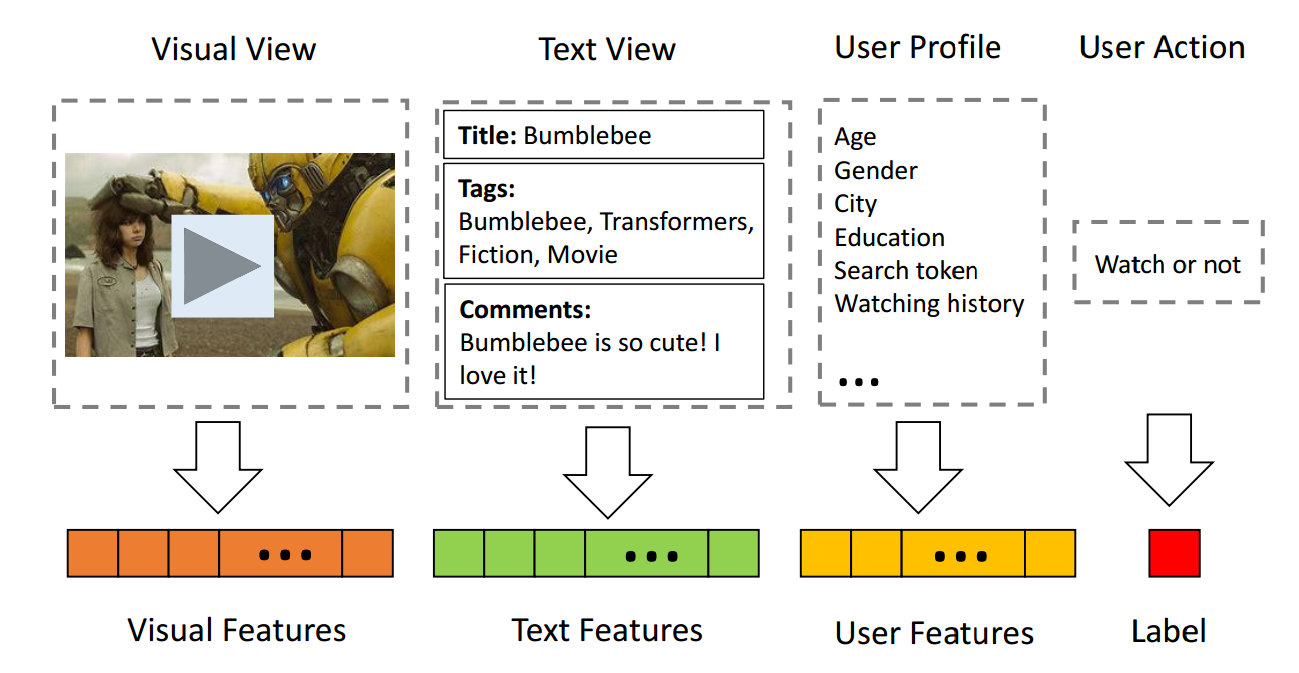 Visual View
Text View
User Profile
User Action
Title: Bumblebee
Tags:
Bumblebee, Transformers,
Fiction, Movie
Comments:
Bumblebee is so cute! I
love it!
Age
Gender
City
Education
Search token
Watching history
...
Watch or not
...
...
...
Visual Features
Text Features
User Features
Label